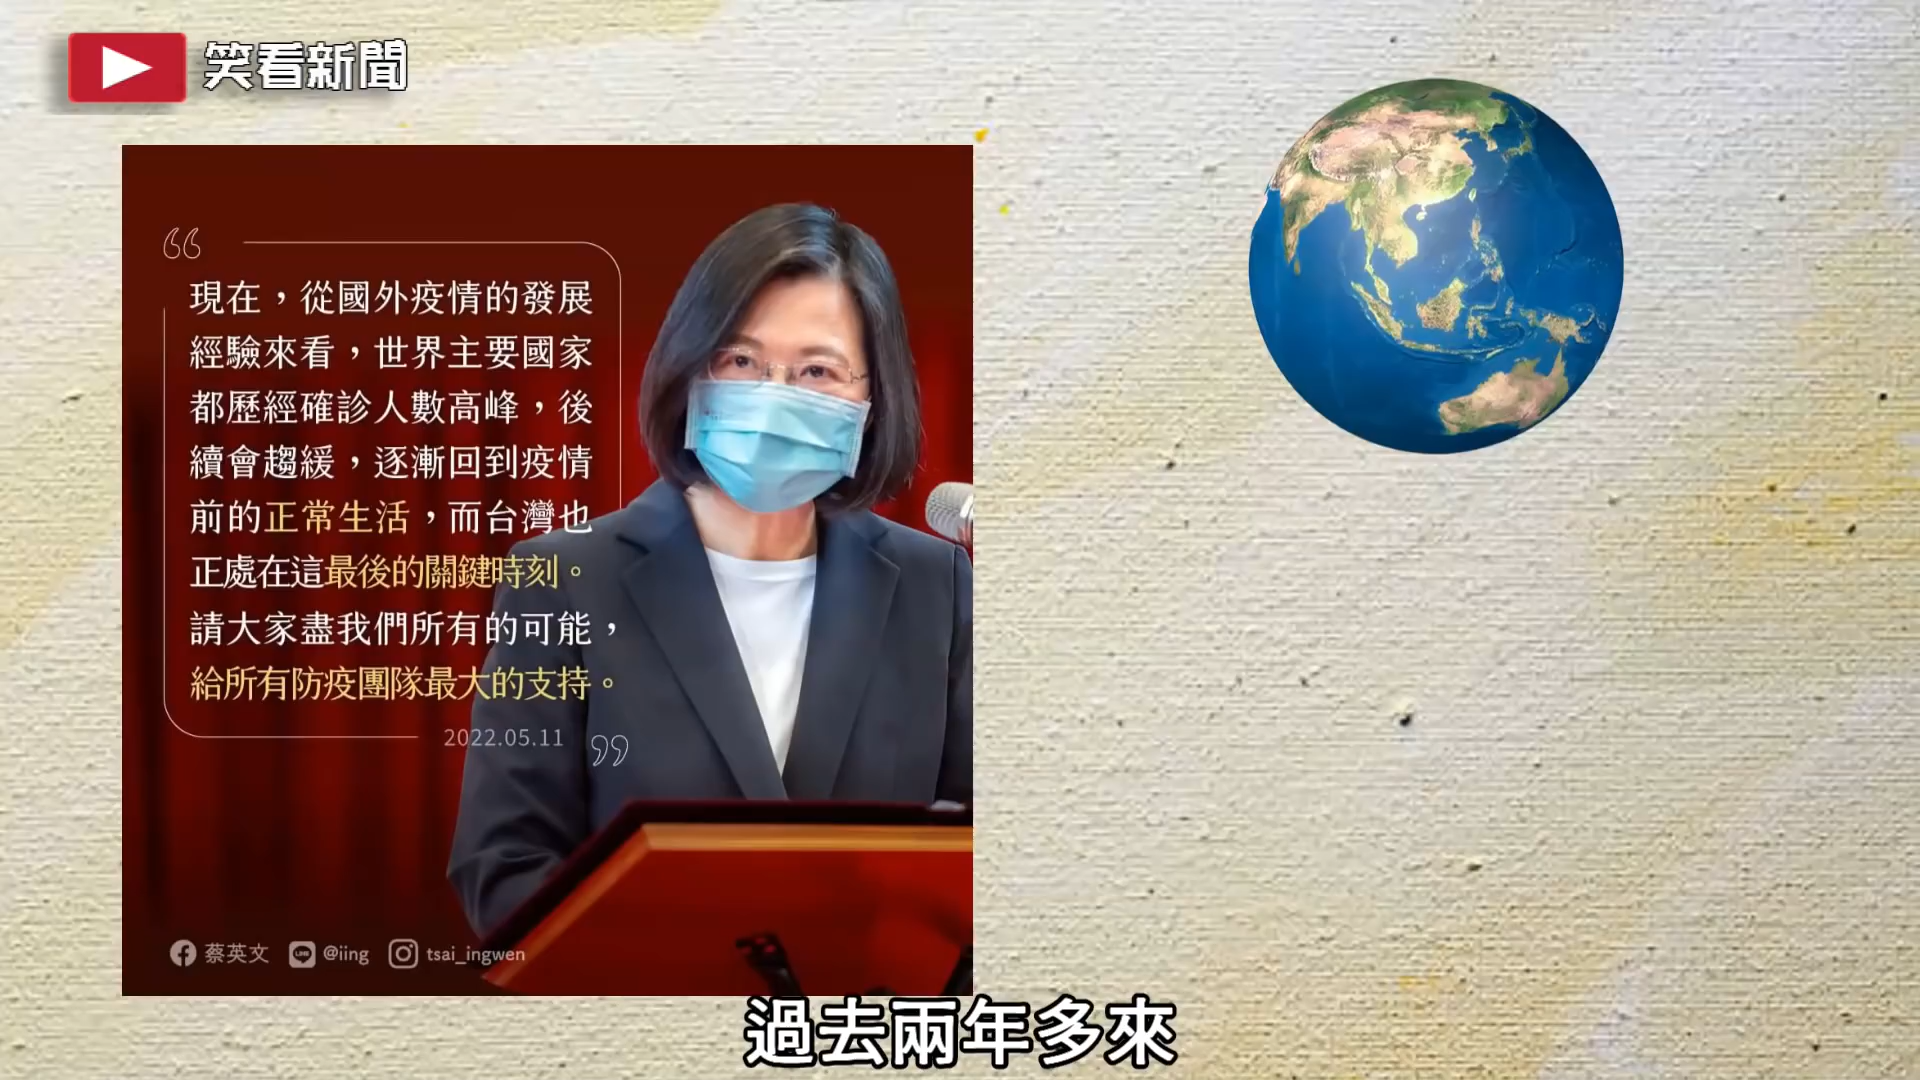 笑看新聞
現在，從國外疫情的發展
經驗來看，世界主要國家
都歷經確診人數高峰，後
續會趨緩，逐漸回到疫情
前的正常生活，而台灣也
正處在這最後的關鍵時刻。
請大家盡我們所有的可能，
給所有防疫團隊最大的支持。
2022.05.11
蔡英文 @iing tsai_ingwen
過去兩年多來